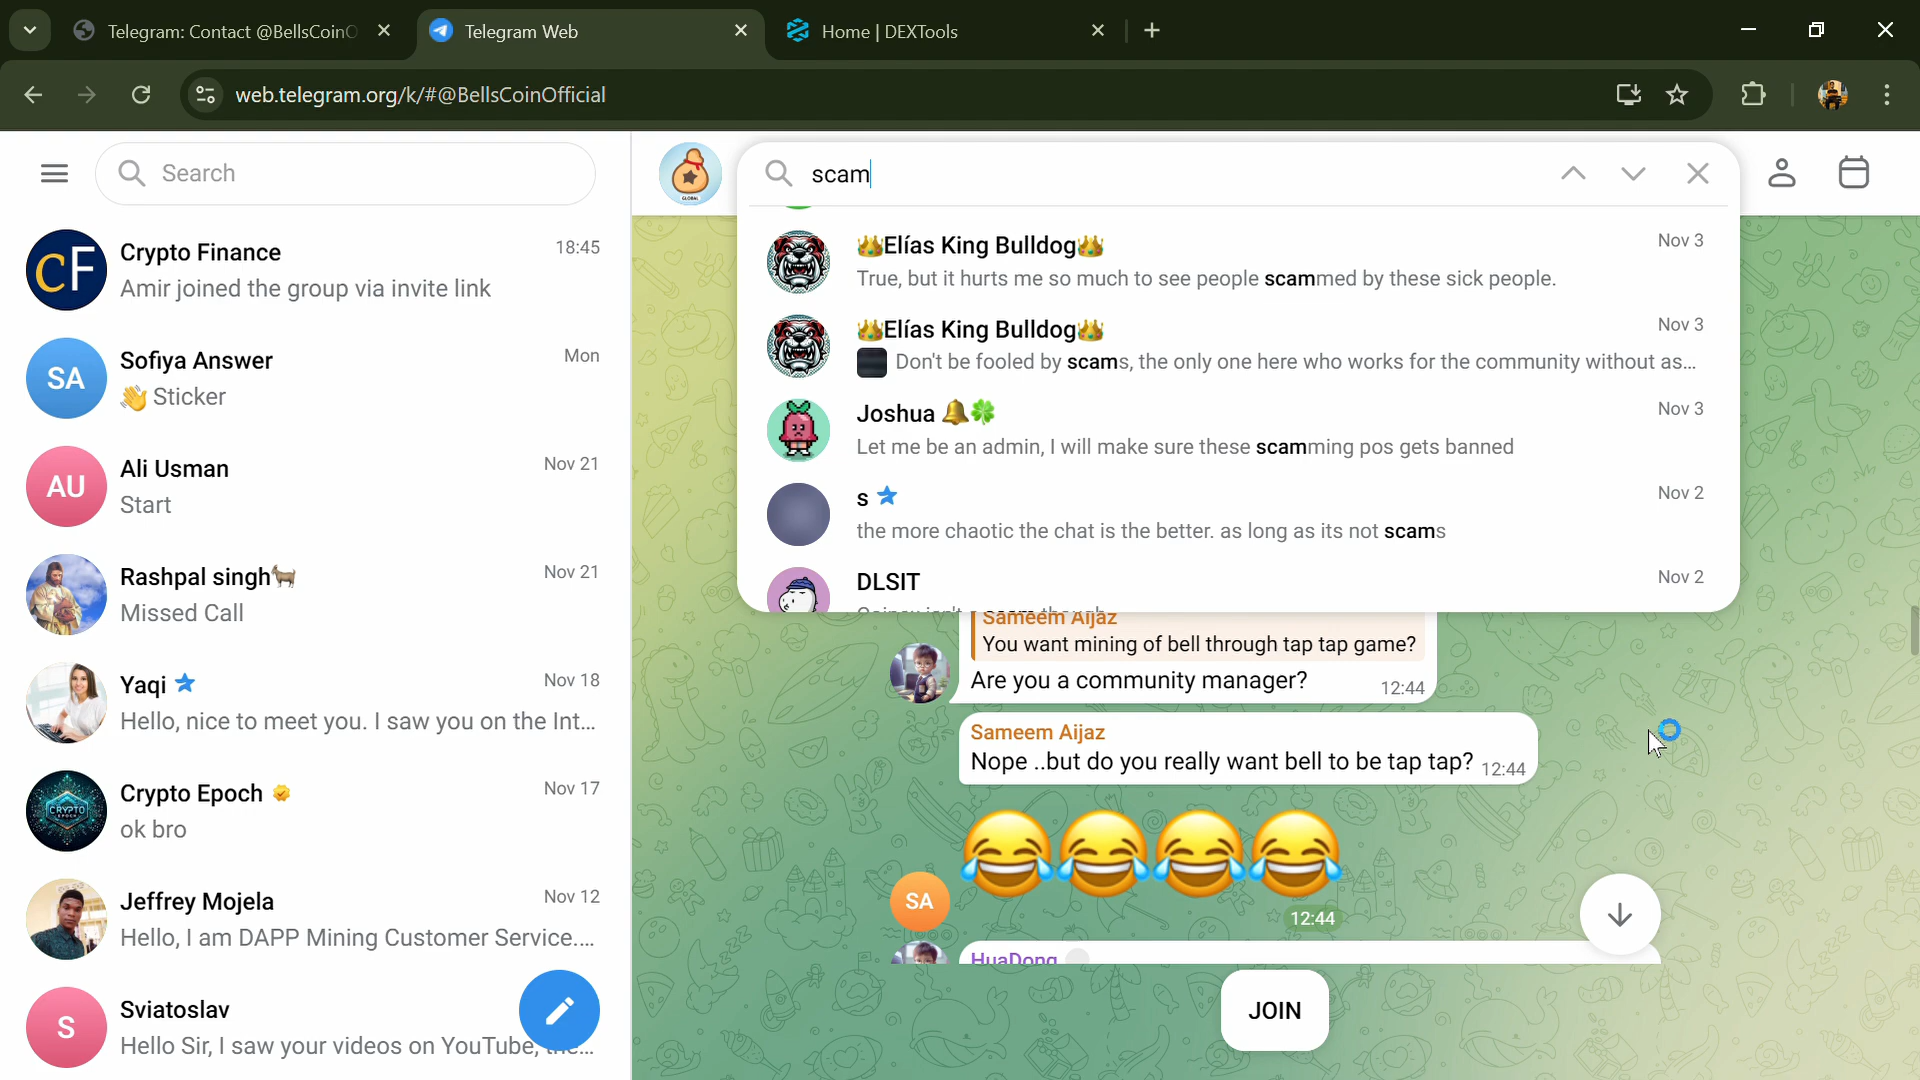 Telegram: Contact @BellsCoinO
Telegram Web
Home | DEXTools
web.telegram.org/k/#@BellsCoinOfficial
Search
CF
Crypto Finance
18:45
Amir joined the group via invite link
SA
Sofiya Answer
Mon
👋 Sticker
AU
Ali Usman
Nov 21
Start
Rashpal singh🐐
Nov 21
Missed Call
Yaqi
Nov 18
Hello, nice to meet you. I saw you on the Int...
CRYPTO
EPOCH
Crypto Epoch
Nov 17
ok bro
Jeffrey Mojela
Nov 12
Hello, I am DAPP Mining Customer Service....
S
Sviatoslav
Hello Sir, I saw your videos on YouTube,
GLOBAL
scam
👑Elías King Bulldog👑
Nov 3
True, but it hurts me so much to see people scammed by these sick people.
👑Elías King Bulldog👑
Nov 3
Don't be fooled by scams, the only one here who works for the community without as...
Joshua 🔔🍀
Nov 3
Let me be an admin, I will make sure these scamming pos gets banned
s
Nov 2
the more chaotic the chat is the better. as long as its not scams
DLSIT
Nov 2
Sameem Aijaz
You want mining of bell through tap tap game?
Are you a community manager?
12:44
Sameem Aijaz
Nope ..but do you really want bell to be tap tap?
12:44
😂😂😂😂
SA
12:44
HuaDong
JOIN